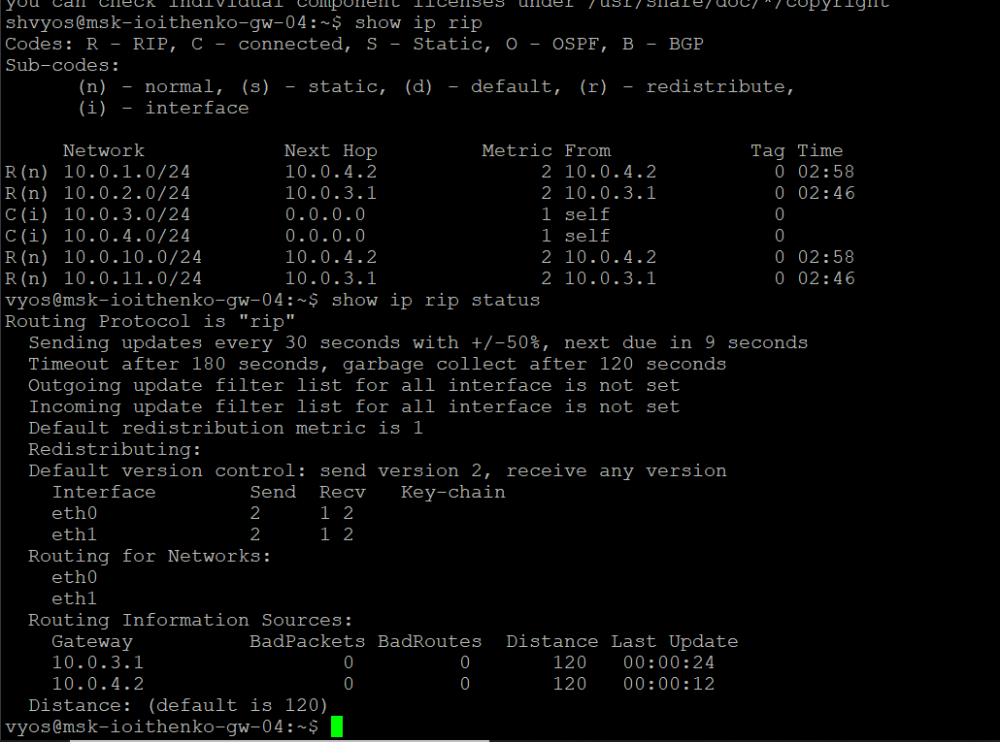 you can check individual component licenses under /usr/share/doc/*/copyright
shvyos@msk-ioithenko-gw-04:~$ show ip rip
Codes: R - RIP, C - connected, S - Static, O - OSPF, B - BGP
Sub-codes:
      (n) - normal, (s) - static, (d) - default, (r) - redistribute,
      (i) - interface
     Network            Next Hop         Metric From            Tag Time
R(n) 10.0.1.0/24        10.0.4.2              2 10.0.4.2          0 02:58
R(n) 10.0.2.0/24        10.0.3.1              2 10.0.3.1          0 02:46
C(i) 10.0.3.0/24        0.0.0.0               1 self              0
C(i) 10.0.4.0/24        0.0.0.0               1 self              0
R(n) 10.0.10.0/24       10.0.4.2              2 10.0.4.2          0 02:58
R(n) 10.0.11.0/24       10.0.3.1              2 10.0.3.1          0 02:46
vyos@msk-ioithenko-gw-04:~$ show ip rip status
Routing Protocol is "rip"
  Sending updates every 30 seconds with +/-50%, next due in 9 seconds
  Timeout after 180 seconds, garbage collect after 120 seconds
  Outgoing update filter list for all interface is not set
  Incoming update filter list for all interface is not set
  Default redistribution metric is 1
  Redistributing:
  Default version control: send version 2, receive any version
    Interface        Send  Recv   Key-chain
    eth0             2     1 2
    eth1             2     1 2
  Routing for Networks:
    eth0
    eth1
  Routing Information Sources:
    Gateway          BadPackets BadRoutes  Distance Last Update
    10.0.3.1                 0         0       120   00:00:24
    10.0.4.2                 0         0       120   00:00:12
  Distance: (default is 120)
vyos@msk-ioithenko-gw-04:~$